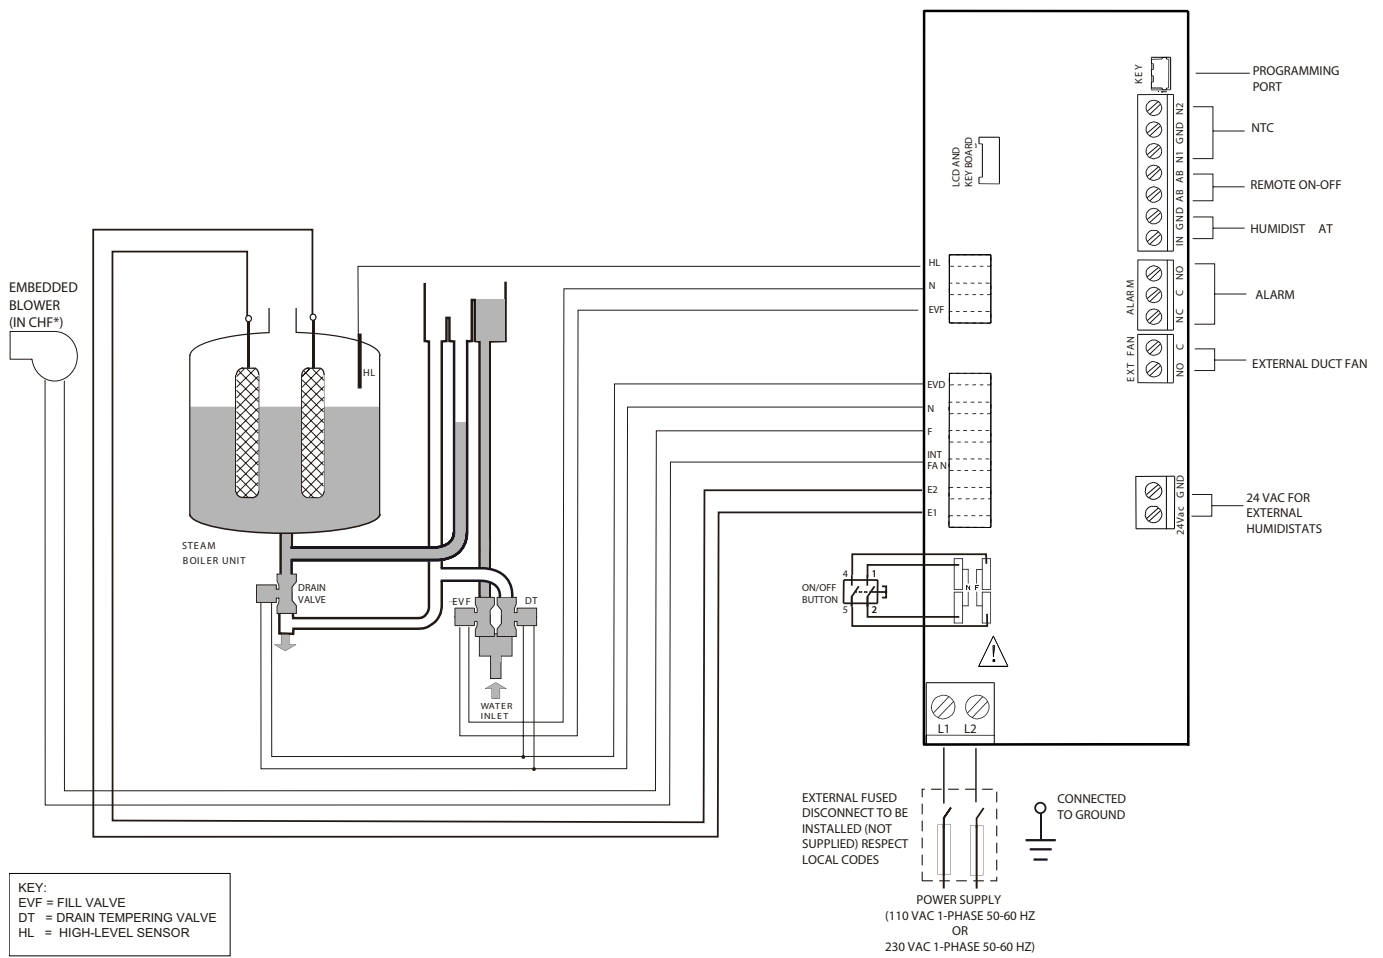 KEY
PROGRAMMING
PORT
N2
GND
N1
NTC
AB
AB
REMOTE ON-OFF
GND
IN
HUMIDIST AT
LCD AND
KEY BOARD
ALARM
NO
C
NC
ALARM
EXT FAN
C
NO
EXTERNAL DUCT FAN
GND
24Vac
24 VAC FOR
EXTERNAL
HUMIDISTATS
HL
N
EVF
EVD
N
F
INT
FAN
E2
E1
EMBEDDED
BLOWER
(IN CHF*)
HL
STEAM
BOILER UNIT
DRAIN
VALVE
EVF
DT
WATER
INLET
ON/OFF
BUTTON
4
1
5
2
N F
!
L1
L2
EXTERNAL FUSED
DISCONNECT TO BE
INSTALLED (NOT
SUPPLIED) RESPECT
LOCAL CODES
CONNECTED
TO GROUND
POWER SUPPLY
(110 VAC 1-PHASE 50-60 HZ
OR
230 VAC 1-PHASE 50-60 HZ)
KEY:
EVF = FILL VALVE
DT = DRAIN TEMPERING VALVE
HL = HIGH-LEVEL SENSOR